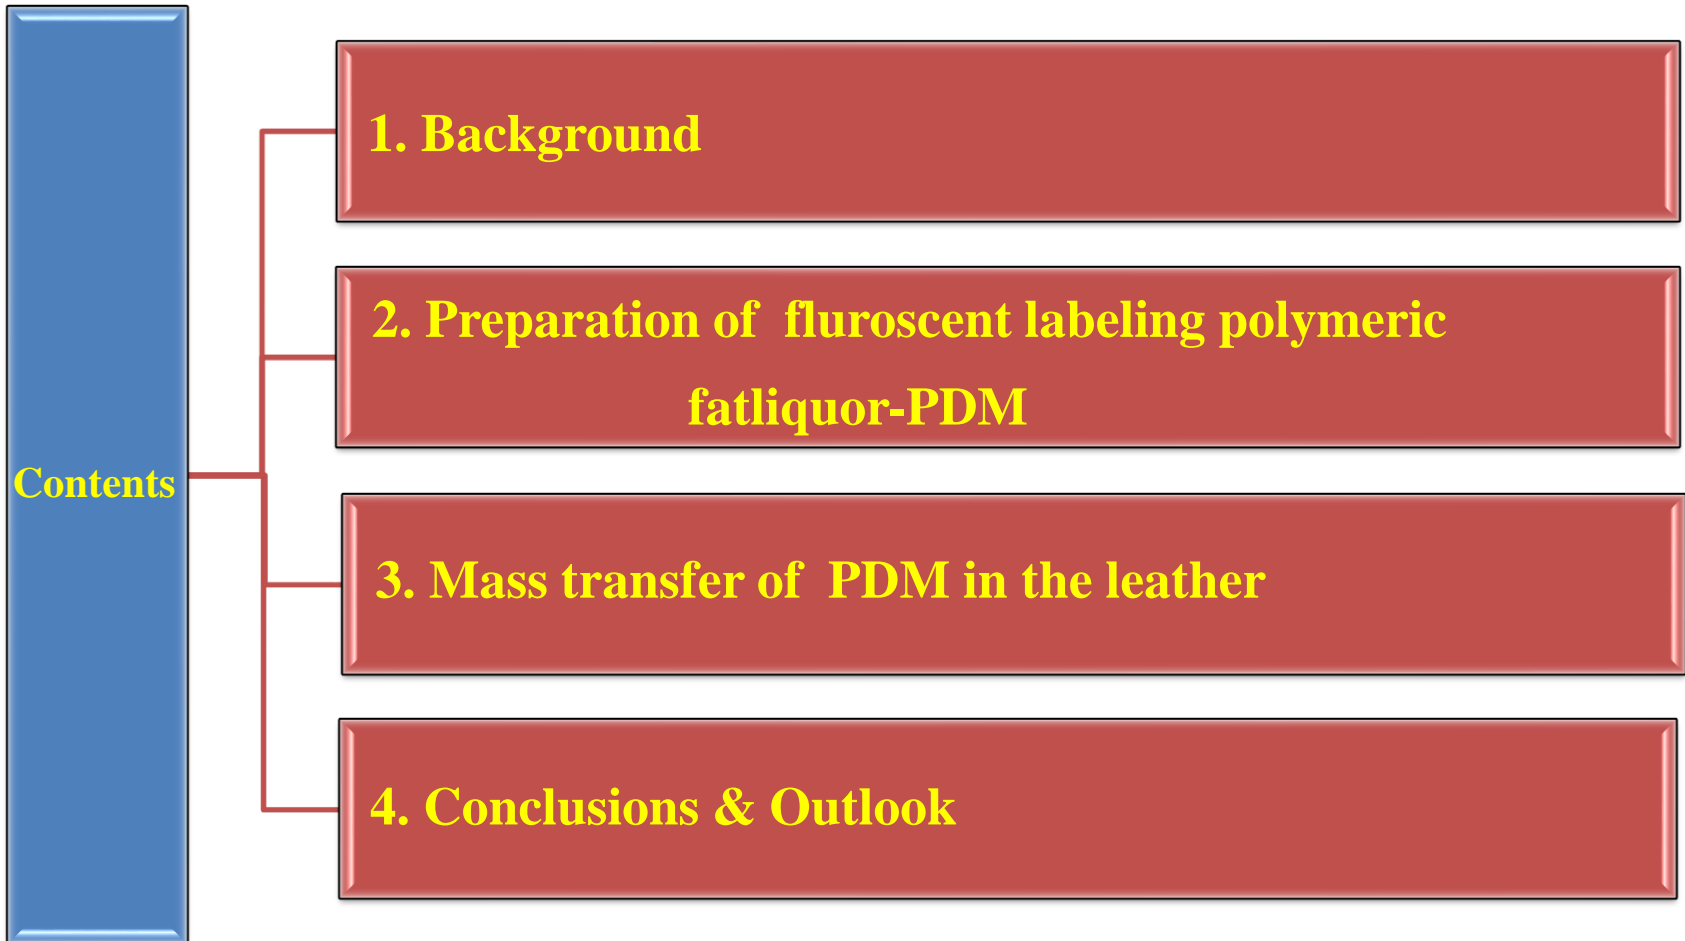 Contents
1. Background
2. Preparation of fluroscent labeling polymeric
fatliquor-PDM
3. Mass transfer of PDM in the leather
4. Conclusions & Outlook